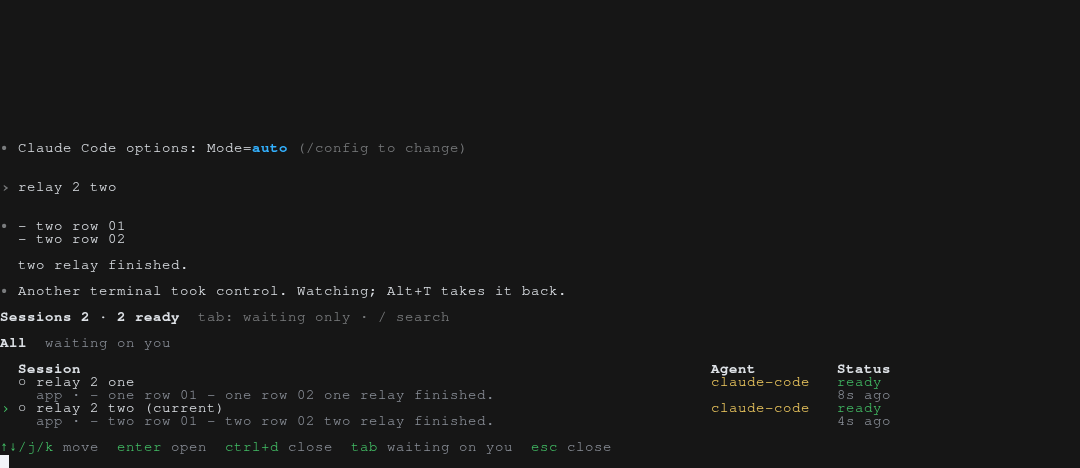 • Claude Code options: Mode=auto (/config to change)
› relay 2 two
• - two row 01
- two row 02
two relay finished.
• Another terminal took control. Watching; Alt+T takes it back.
Sessions 2 · 2 ready  tab: waiting only · / search
All  waiting on you
Session  Agent  Status
○ relay 2 one  claude-code  ready
app · - one row 01 - one row 02 one relay finished.  8s ago
› ○ relay 2 two (current)  claude-code  ready
app · - two row 01 - two row 02 two relay finished.  4s ago
↑↓/j/k move  enter open  ctrl+d close  tab waiting on you  esc close